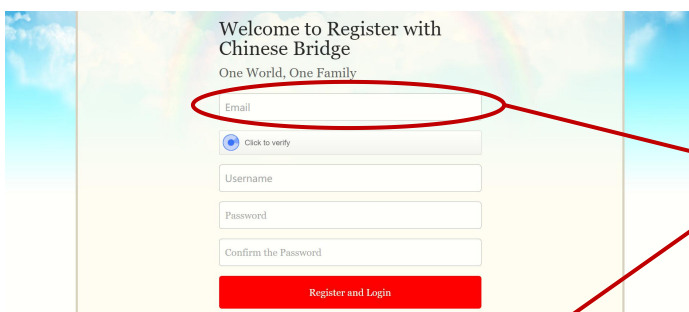 Welcome to Register with
Chinese Bridge
One World, One Family
Email
Click to verify
Username
Password
Confirm the Password
Register and Login